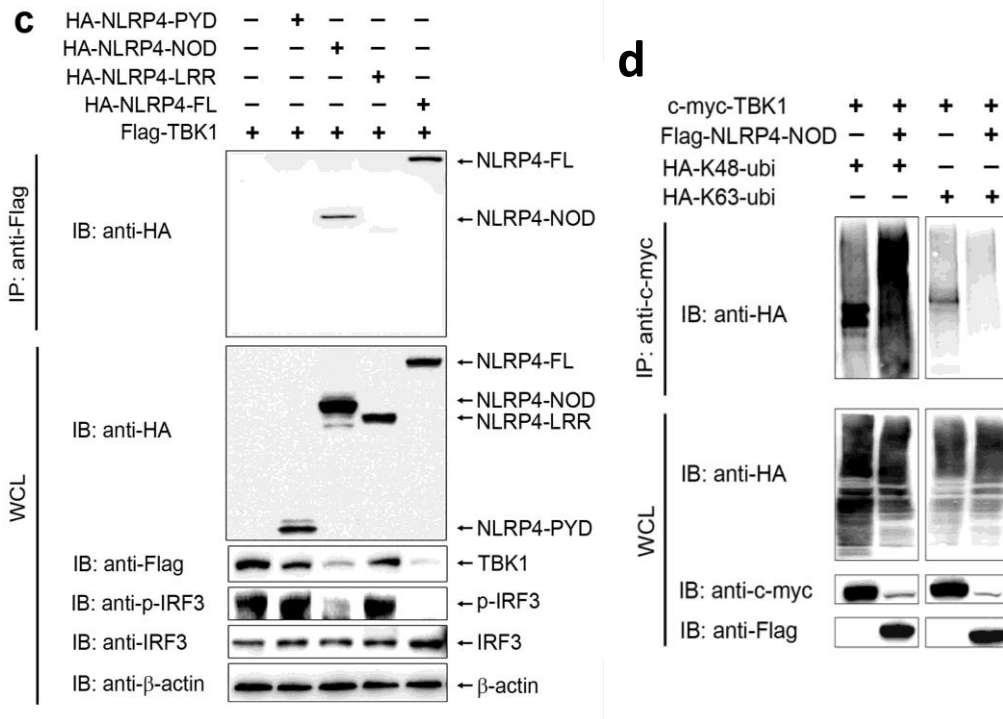 c
HA-NLRP4-PYD – + – – –
HA-NLRP4-NOD – – + – –
HA-NLRP4-LRR – – – + –
HA-NLRP4-FL – – – – +
Flag-TBK1 + + + + +
IP: anti-Flag
IB: anti-HA
←NLRP4-FL
←NLRP4-NOD
WCL
IB: anti-HA
←NLRP4-FL
←NLRP4-NOD
←NLRP4-LRR
←NLRP4-PYD
IB: anti-Flag ←TBK1
IB: anti-p-IRF3 ←p-IRF3
IB: anti-IRF3 ←IRF3
IB: anti-β-actin ←β-actin
d
c-myc-TBK1 + + + +
Flag-NLRP4-NOD – + – +
HA-K48-ubi + + – –
HA-K63-ubi – – + +
IP: anti-c-myc
IB: anti-HA
WCL
IB: anti-HA
IB: anti-c-myc
IB: anti-Flag